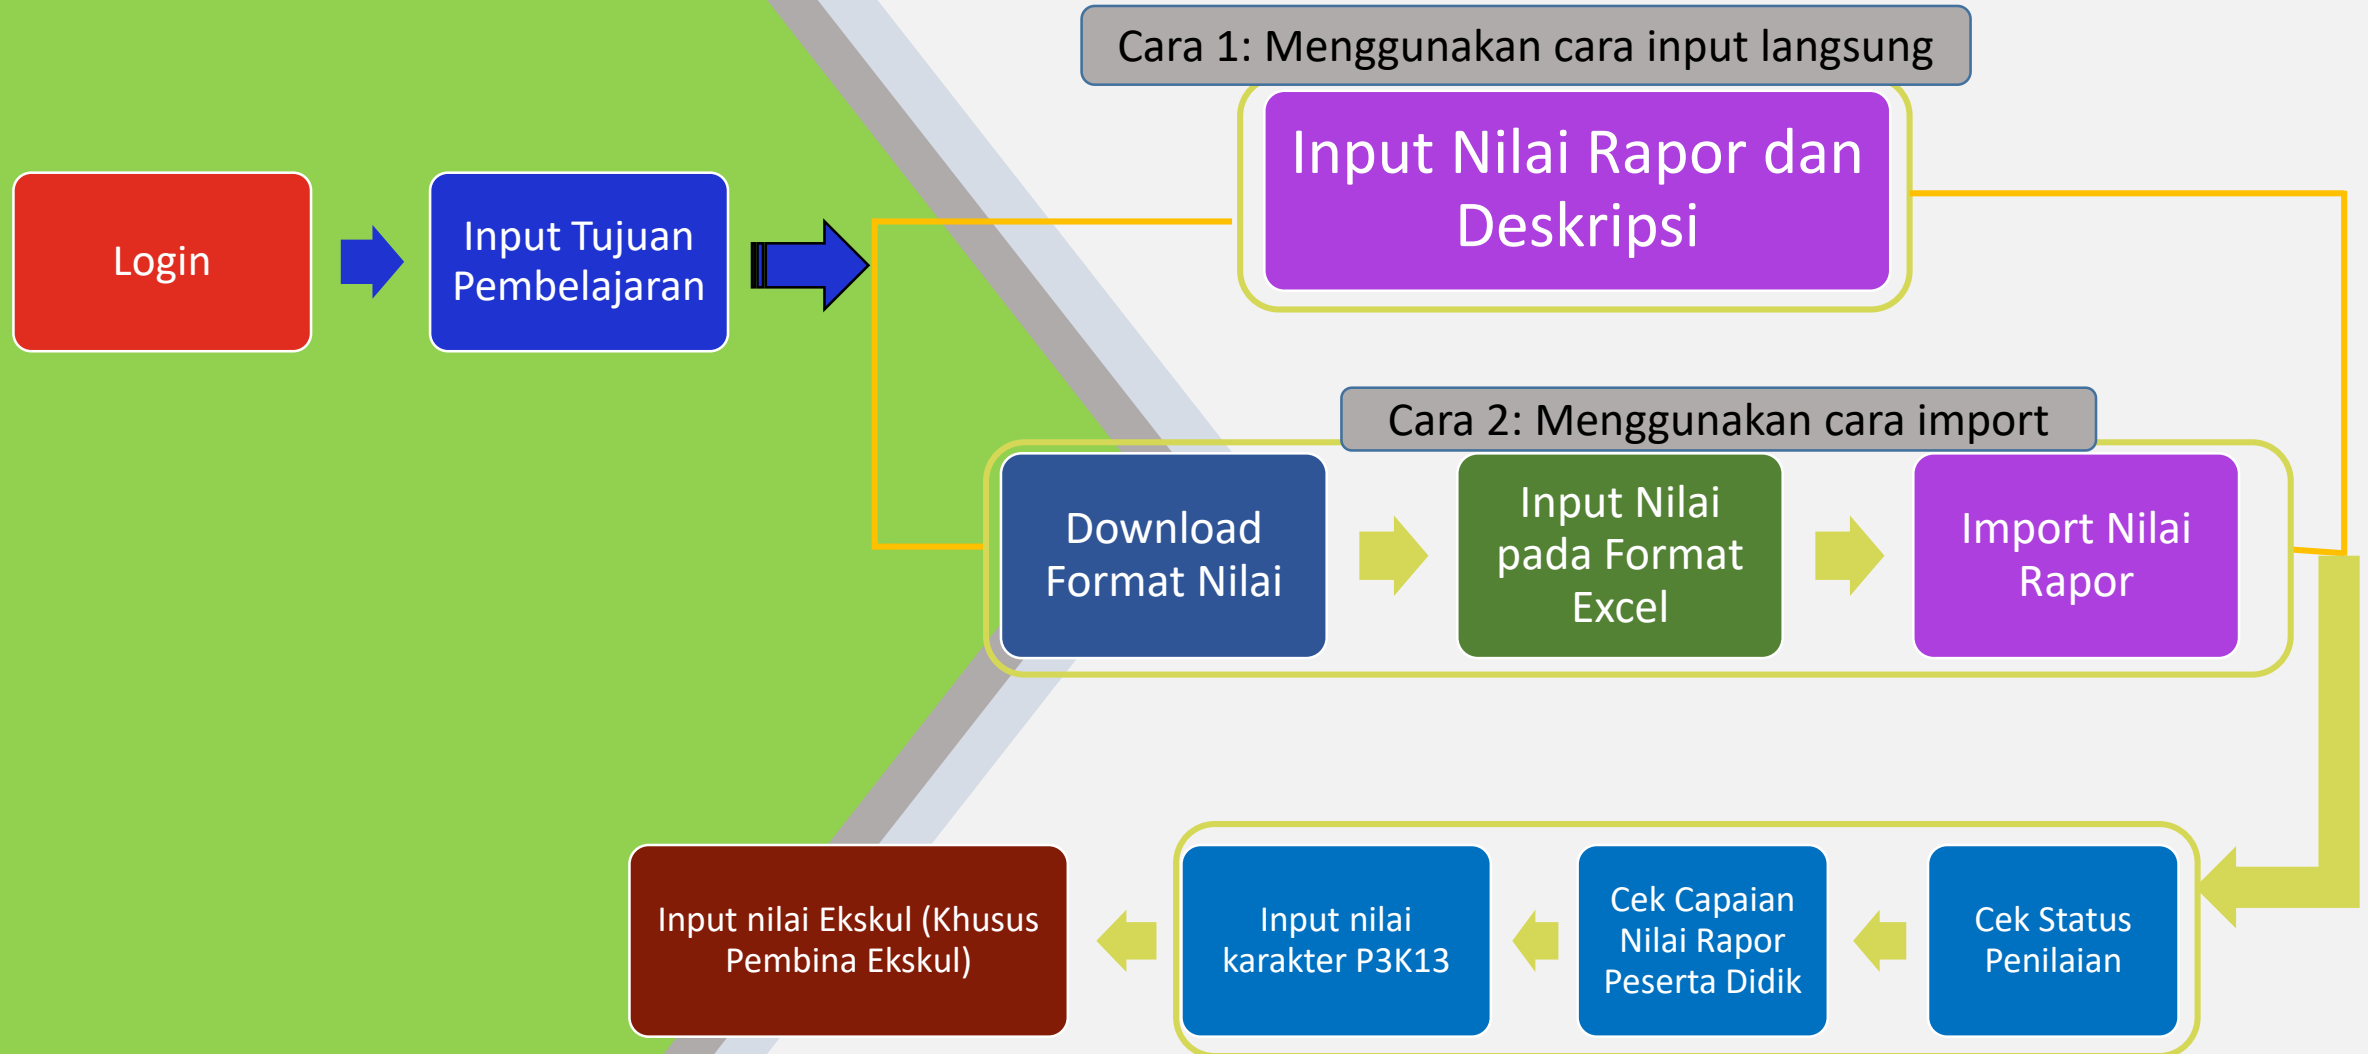 Cara 1: Menggunakan cara input langsung
Input Nilai Rapor dan
Deskripsi
Login
Input Tujuan
Pembelajaran
Cara 2: Menggunakan cara import
Download
Format Nilai
Input Nilai
pada Format
Excel
Import Nilai
Rapor
Input nilai Ekskul (Khusus
Pembina Ekskul)
Input nilai
karakter P3K13
Cek Capaian
Nilai Rapor
Peserta Didik
Cek Status
Penilaian